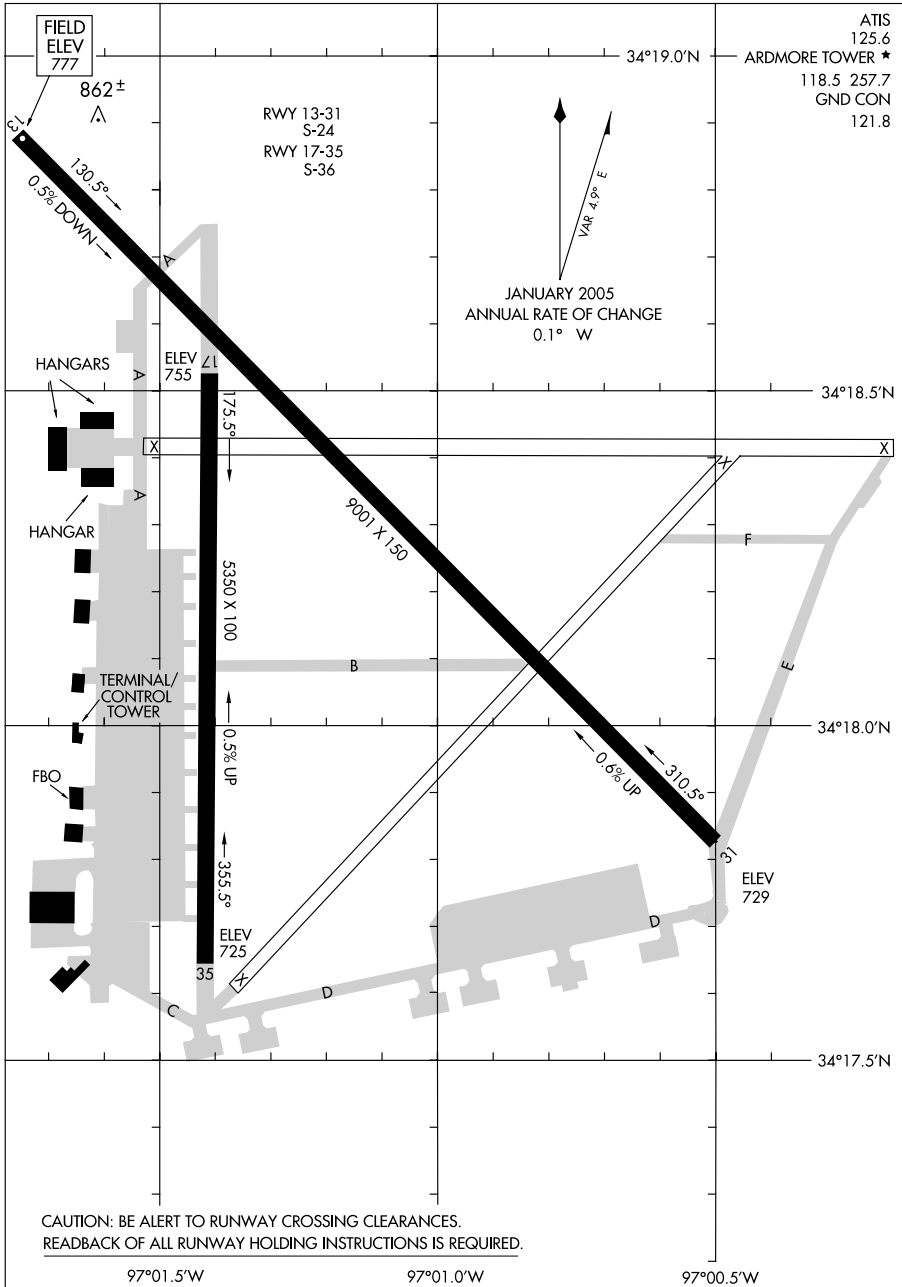 FIELD
ELEV
777
862±
34°19.0'N
ATIS
125.6
ARDMORE TOWER ★
118.5 257.7
GND CON
121.8
RWY 13-31
S-24
RWY 17-35
S-36
13
130.5°
0.5% DOWN
VAR 4.9° E
JANUARY 2005
ANNUAL RATE OF CHANGE
0.1° W
A
HANGARS
A
ELEV
755
17
34°18.5'N
175.5°
X
X
X
A
HANGAR
9001 X 150
F
5350 X 100
B
E
TERMINAL/
CONTROL
TOWER
34°18.0'N
0.5% UP
0.6% UP
310.5°
FBO
355.5°
31
ELEV
729
ELEV
725
D
35
X
D
C
34°17.5'N
CAUTION: BE ALERT TO RUNWAY CROSSING CLEARANCES.
READBACK OF ALL RUNWAY HOLDING INSTRUCTIONS IS REQUIRED.
97°01.5'W
97°01.0'W
97°00.5'W